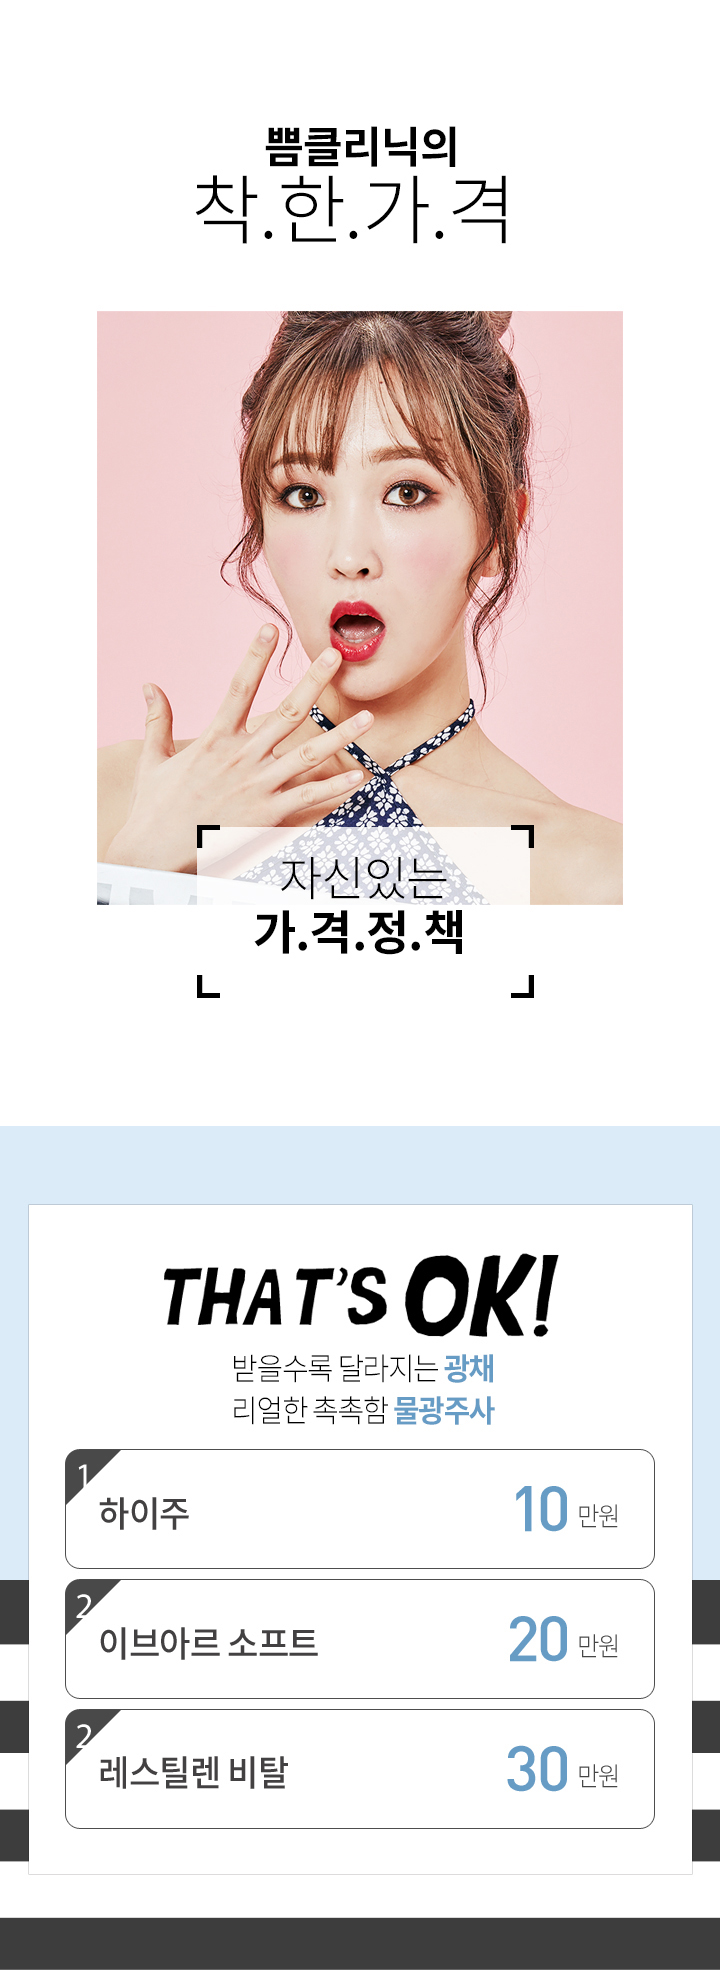 쁨클리닉의
착.한.가.격
자신있는
가.격.정.책
THAT'S OK!
받을수록 달라지는 광채
리얼한 촉촉함 물광주사
1
하이주 10 만원
2
이브아르 소프트 20 만원
2
레스틸렌 비탈 30 만원